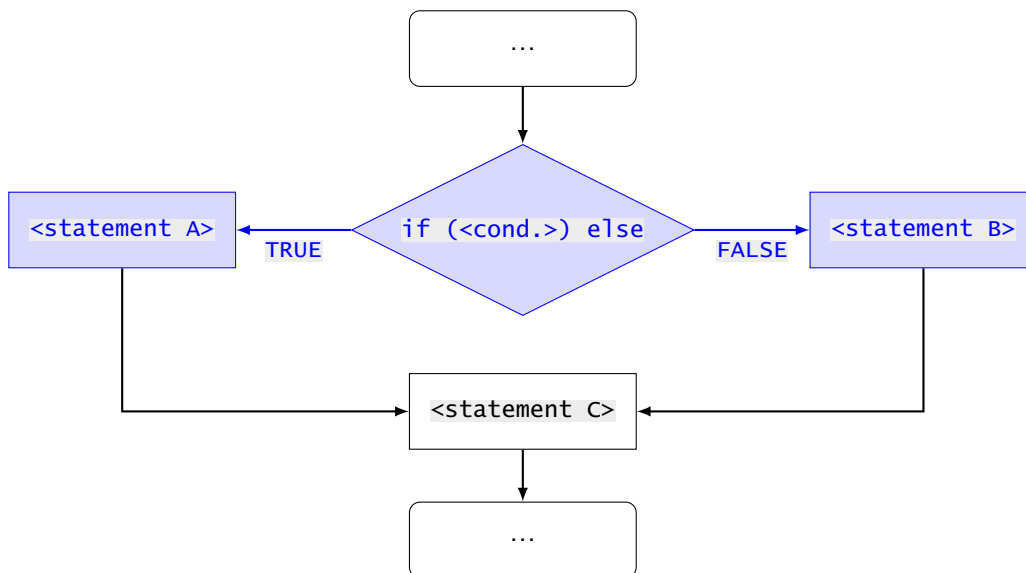 ...
<statement A>
if (<cond.>) else
<statement B>
TRUE
FALSE
<statement C>
...